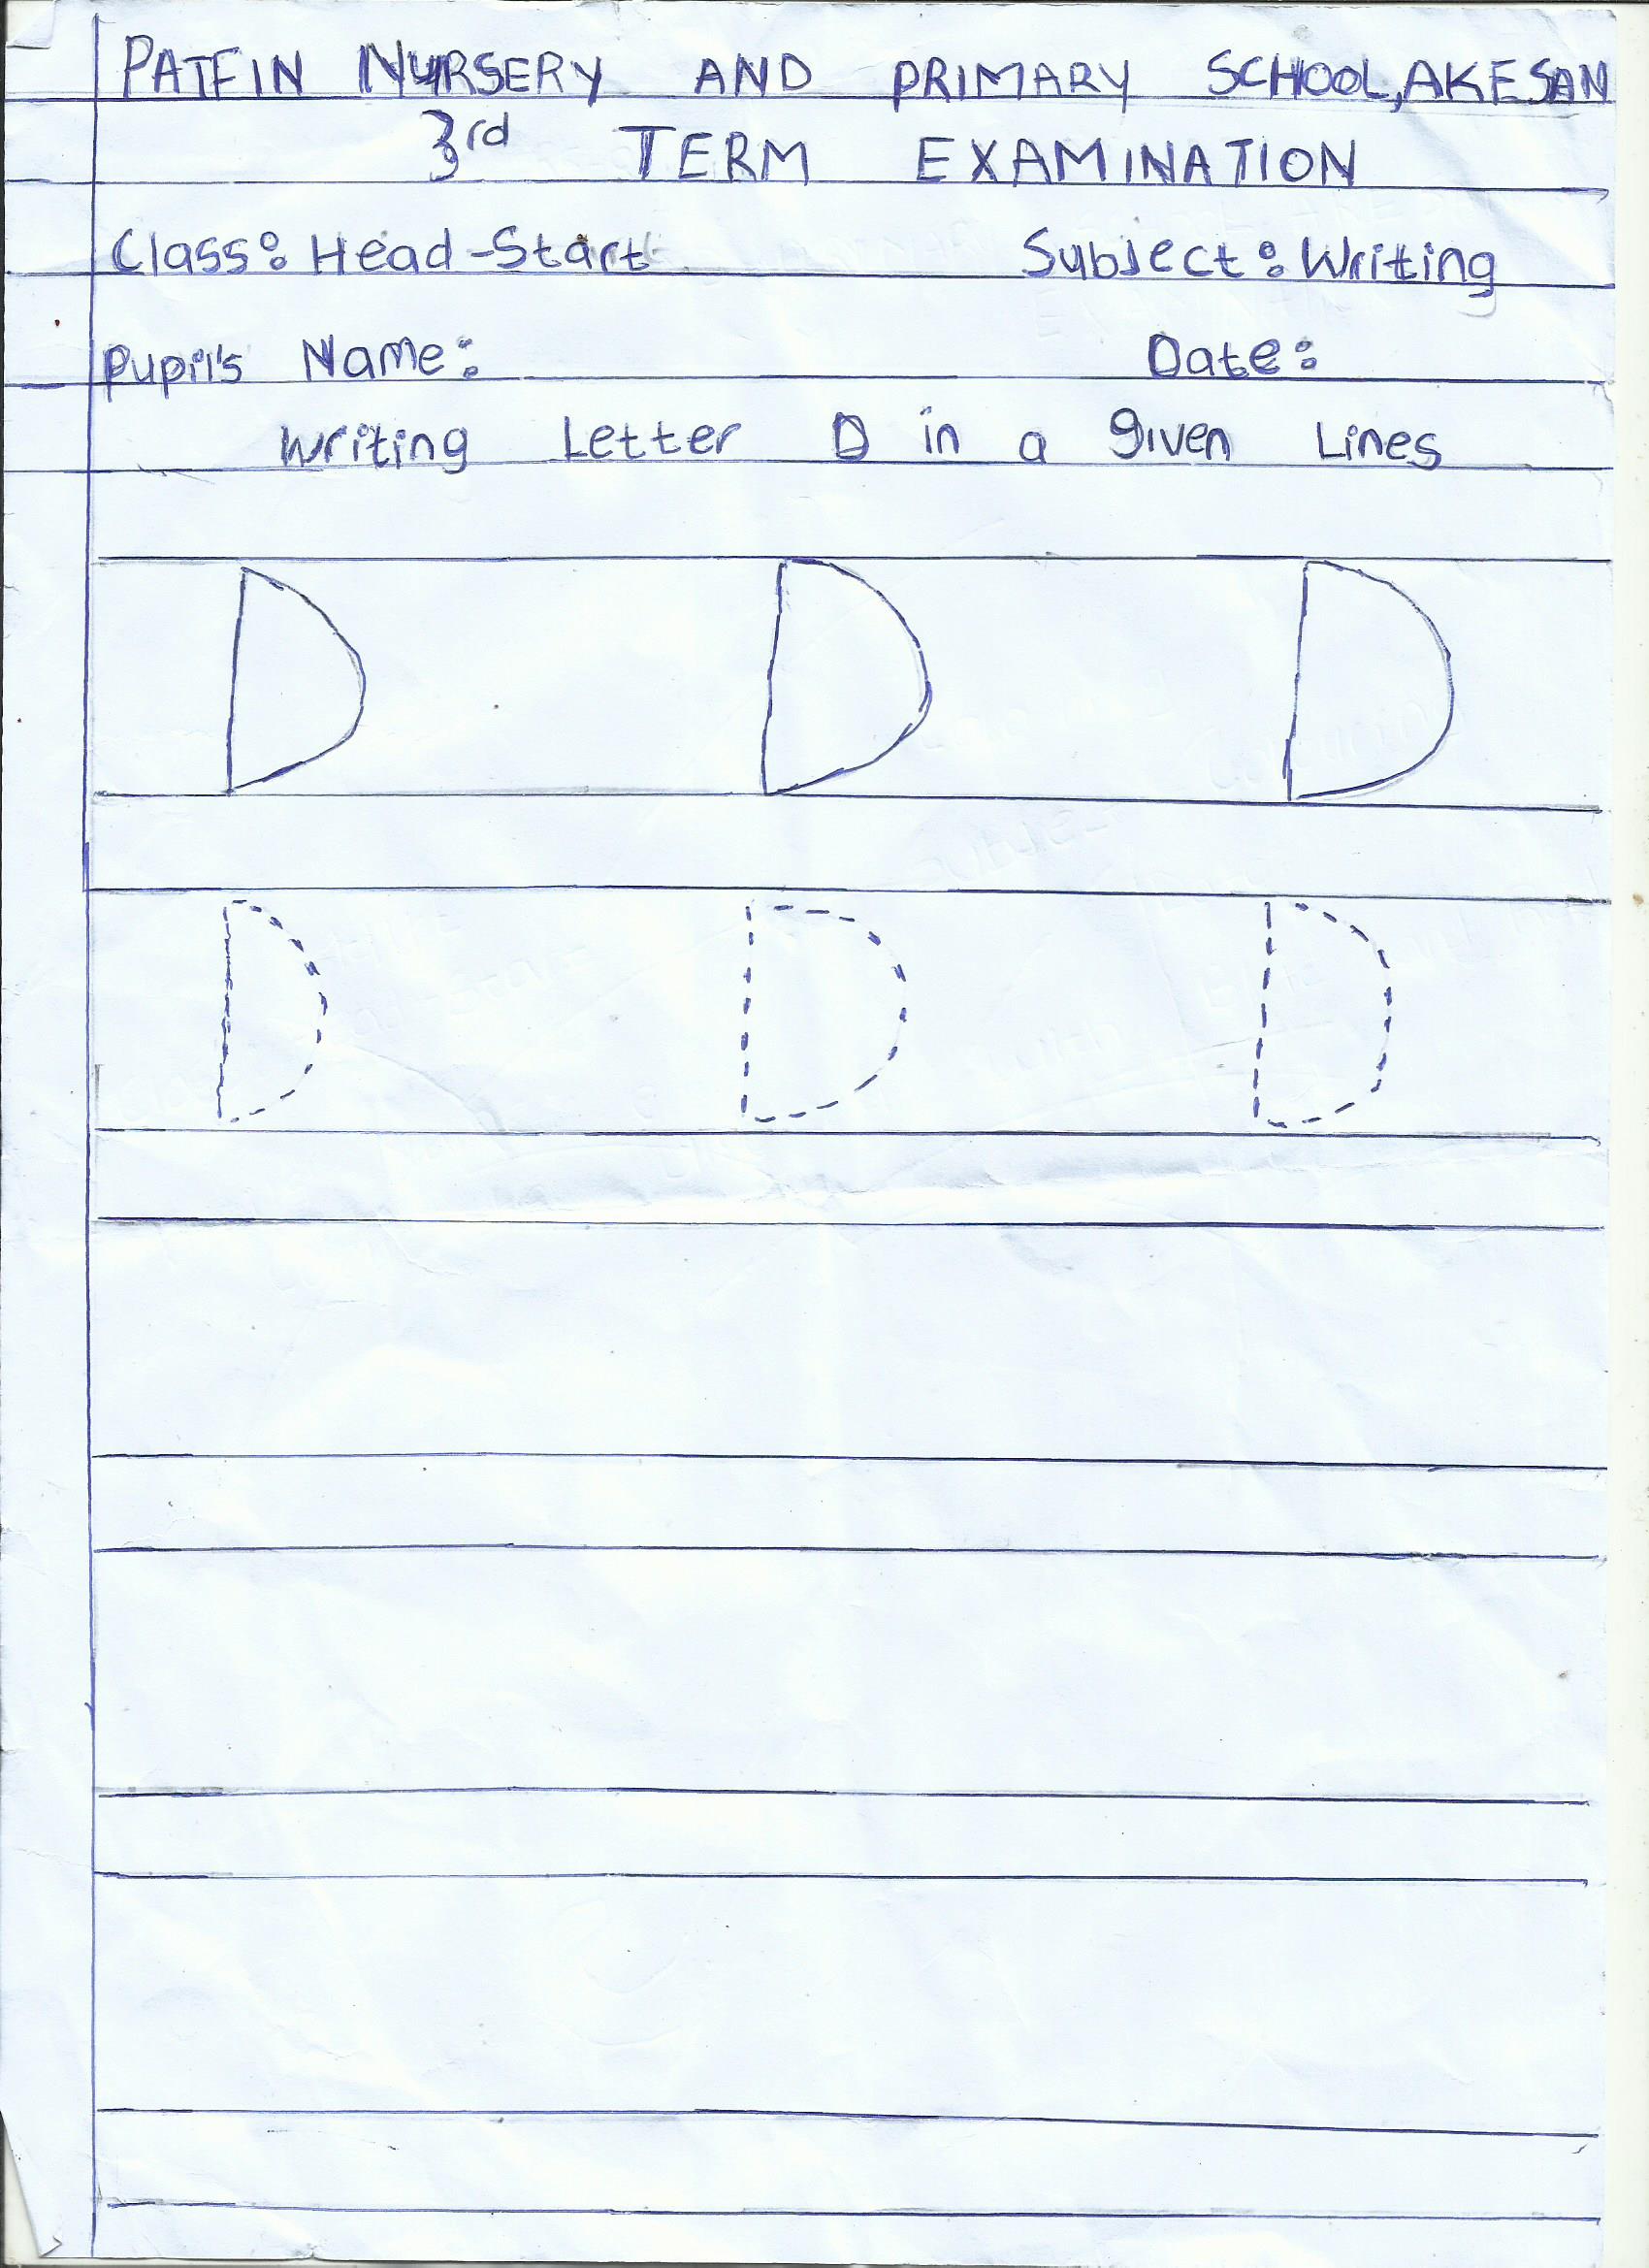 PATFIN NURSERY AND PRIMARY SCHOOL, AKESAN
3rd TERM EXAMINATION
Class: Head-Start Subject: Writing
Pupil's Name: Date:
Writing Letter D in a given Lines
D D D
D D D